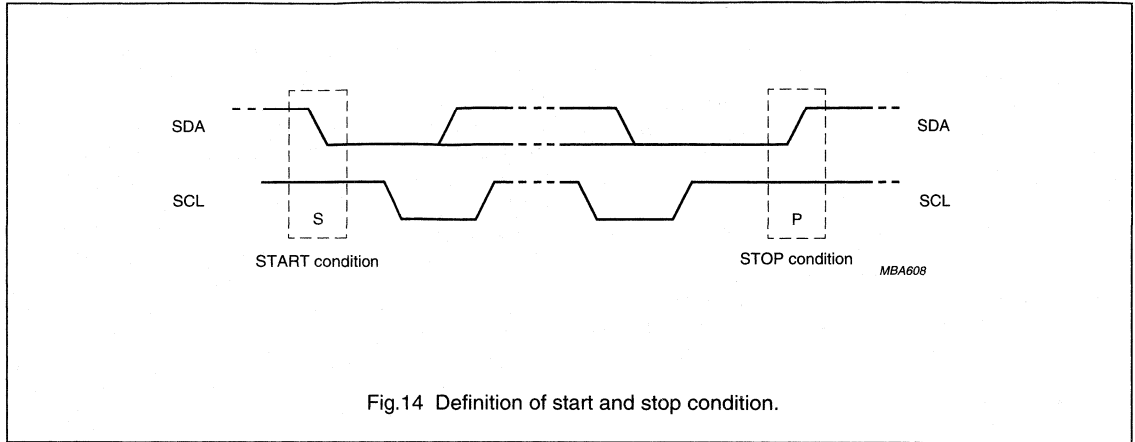 SDA
SDA
SCL
SCL
S
P
START condition
STOP condition
MBA608
Fig.14 Definition of start and stop condition.